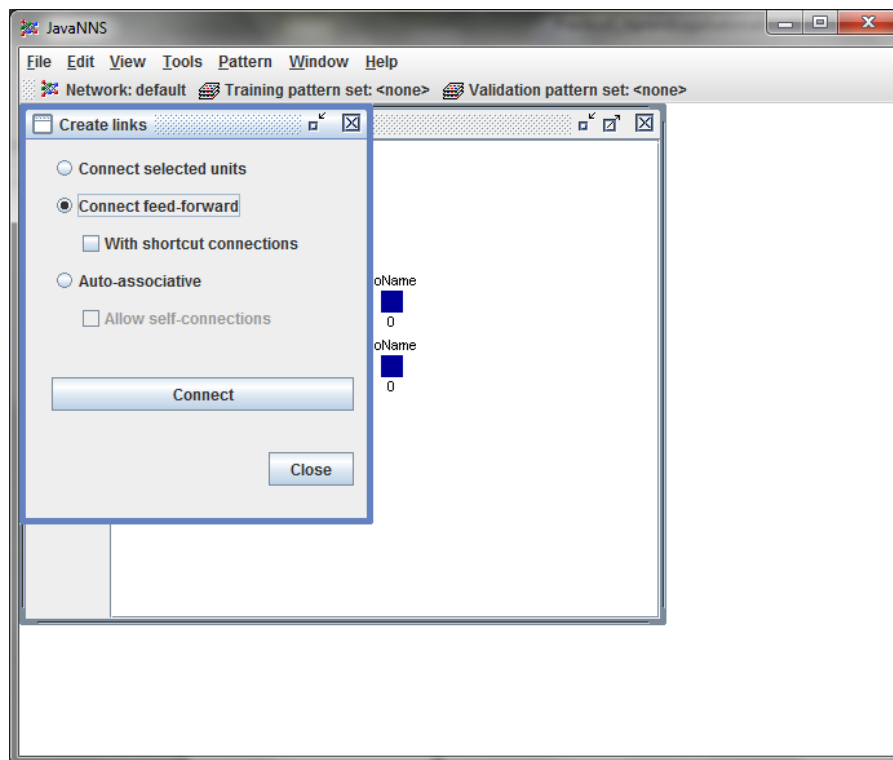 JavaNNS
File Edit View Tools Pattern Window Help
Network: default Training pattern set: <none> Validation pattern set: <none>
Create links
Connect selected units
Connect feed-forward
With shortcut connections
Auto-associative
Allow self-connections
Connect
Close
oName
0
oName
0